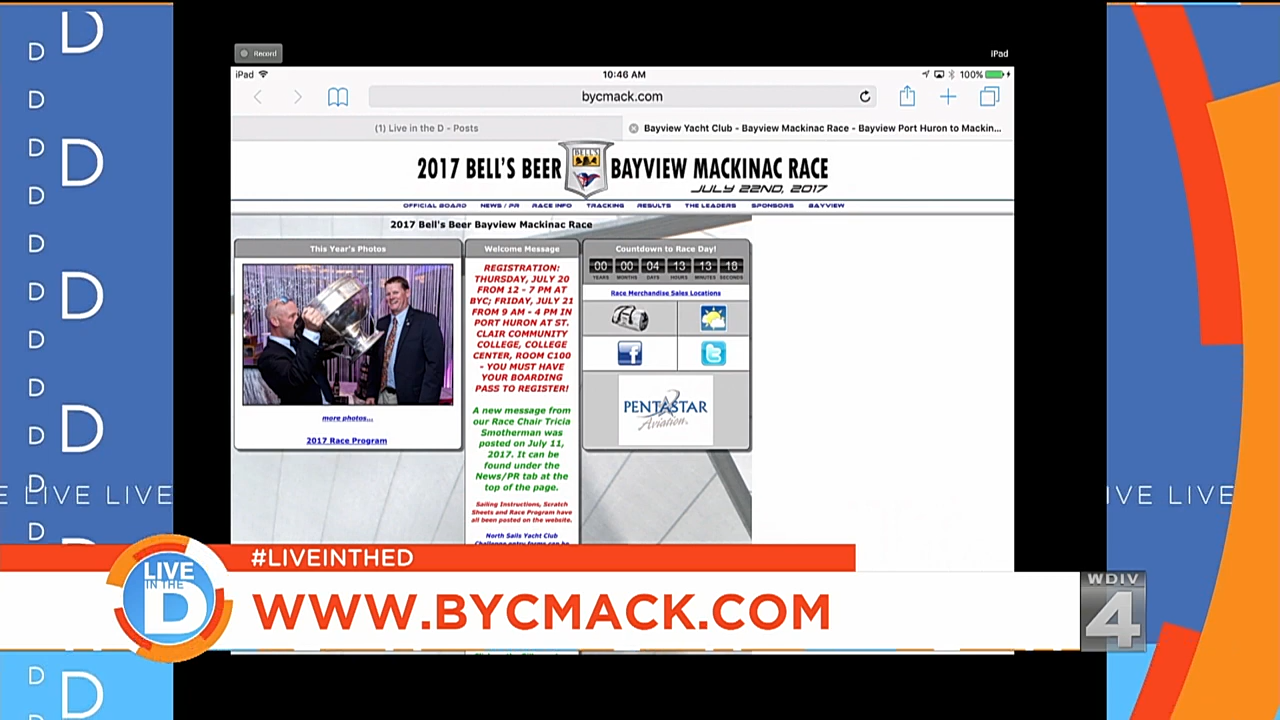 D
D
D
D
D
D
D
D
D
D
D
D
D
D
E LIVE LIVE
D
D
D
Record
iPad
iPad
10:46 AM
100%
bycmack.com
(1) Live in the D - Posts
Bayview Yacht Club - Bayview Mackinac Race - Bayview Port Huron to Mackin...
2017 BELL'S BEER
BELL'S
BAYVIEW MACKINAC RACE
JULY 22ND, 2017
OFFICIAL BOARD NEWS / PR RACE INFO TRACKING RESULTS THE LEADERS SPONSORS BAYVIEW
2017 Bell's Beer Bayview Mackinac Race
This Year's Photos
more photos...
2017 Race Program
Welcome Message
REGISTRATION:
THURSDAY, JULY 20
FROM 12 - 7 PM AT
BYC; FRIDAY, JULY 21
FROM 9 AM - 4 PM IN
PORT HURON AT ST.
CLAIR COMMUNITY
COLLEGE, COLLEGE
CENTER, ROOM C100
- YOU MUST HAVE
YOUR BOARDING
PASS TO REGISTER!
A new message from
our Race Chair Tricia
Smotherman was
posted on July 11,
2017. It can be
found under the
News/PR tab at the
top of the page.
Sailing Instructions, Scratch
Sheets and Race Program have
all been posted on the website.
North Sails Yacht Club
Countdown to Race Day!
00 00 04 13 13 18
YEARS MONTHS DAYS HOURS MINUTES SECONDS
Race Merchandise Sales Locations
PENTASTAR
Aviation
IVE LIVE
#LIVEINTHED
LIVE
IN THE
D
WWW.BYCMACK.COM
WDIV
4